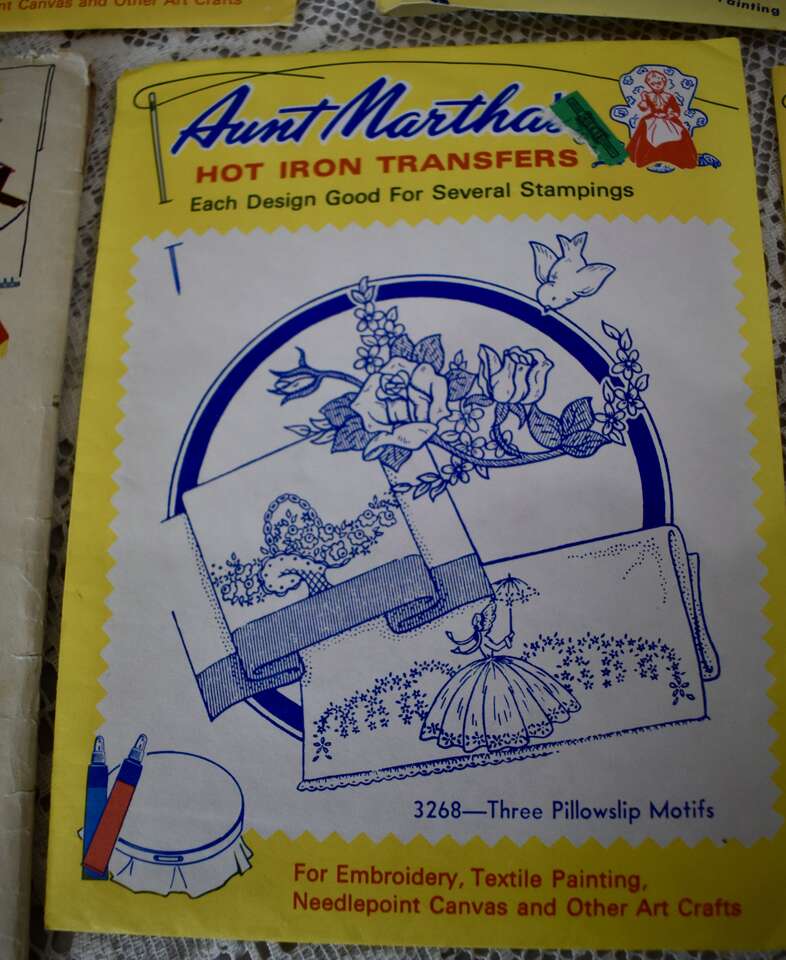 nt Canvas and Other Art Crafts
Painting
Aunt Martha's
HOT IRON TRANSFERS
Each Design Good For Several Stampings
3268—Three Pillowslip Motifs
For Embroidery, Textile Painting,
Needlepoint Canvas and Other Art Crafts